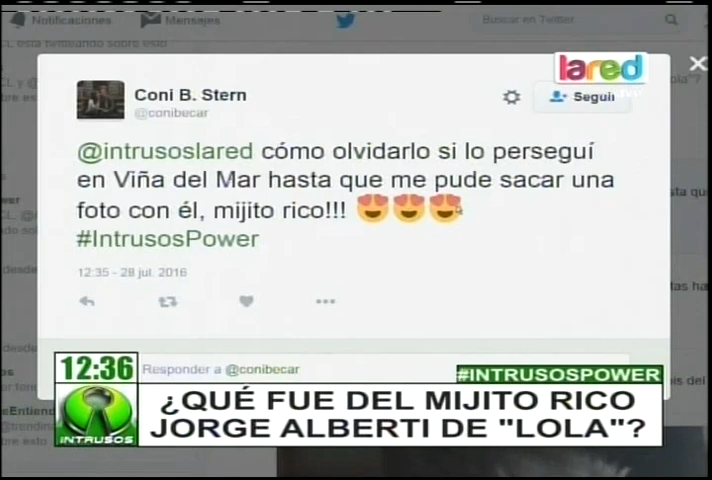 Notificaciones
Mensajes
Buscar en Twitter
lared
Coni B. Stern
@conibecar
Seguir
@intrusoslared cómo olvidarlo si lo perseguí
en Viña del Mar hasta que me pude sacar una
foto con él, mijito rico!!! 😍😍😍
#IntrusosPower
12:35 - 28 jul. 2016
Responder a @conibecar
12:36
#INTRUSOSPOWER
INTRUSOS
¿QUÉ FUE DEL MIJITO RICO
JORGE ALBERTI DE "LOLA"?